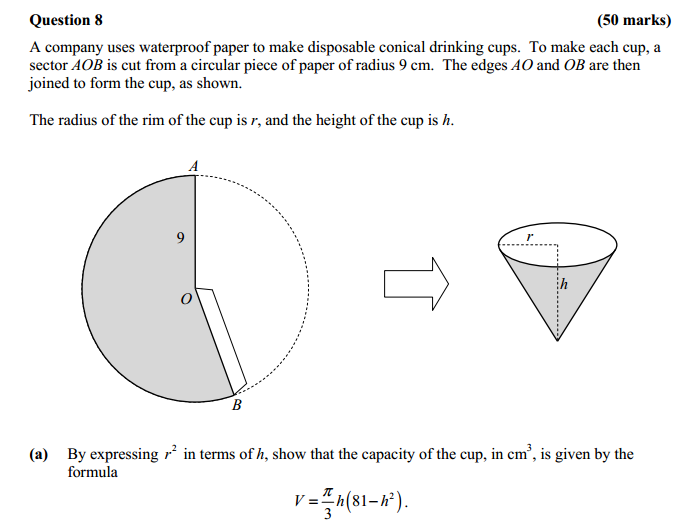 Question 8 (50 marks)
A company uses waterproof paper to make disposable conical drinking cups. To make each cup, a
sector AOB is cut from a circular piece of paper of radius 9 cm. The edges AO and OB are then
joined to form the cup, as shown.
The radius of the rim of the cup is r, and the height of the cup is h.
A
9
O
B
r
h
(a) By expressing r² in terms of h, show that the capacity of the cup, in cm³, is given by the
formula
V = π/3 h(81−h²).